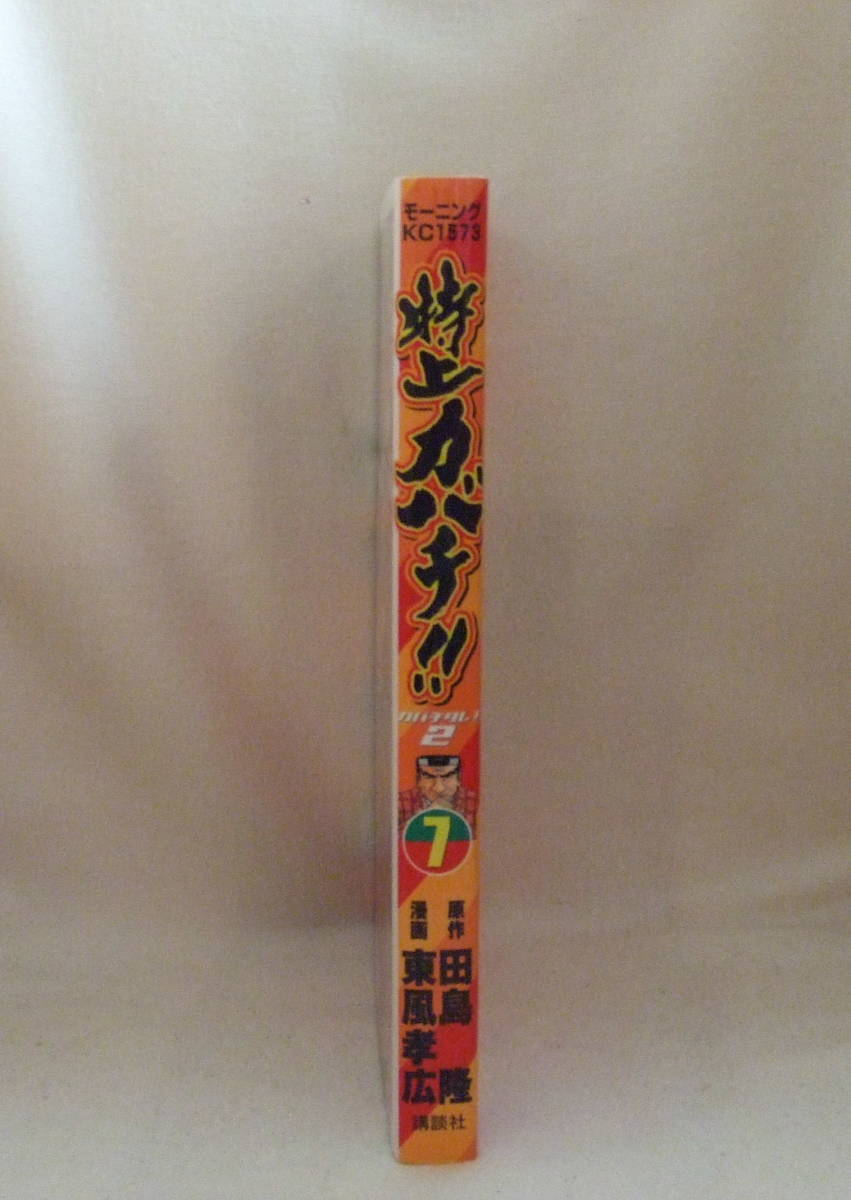 モーニング
KC1573
特上カバチ!!
カバチタレ!
2
7
原作 田島 隆
漫画 東風孝広
講談社